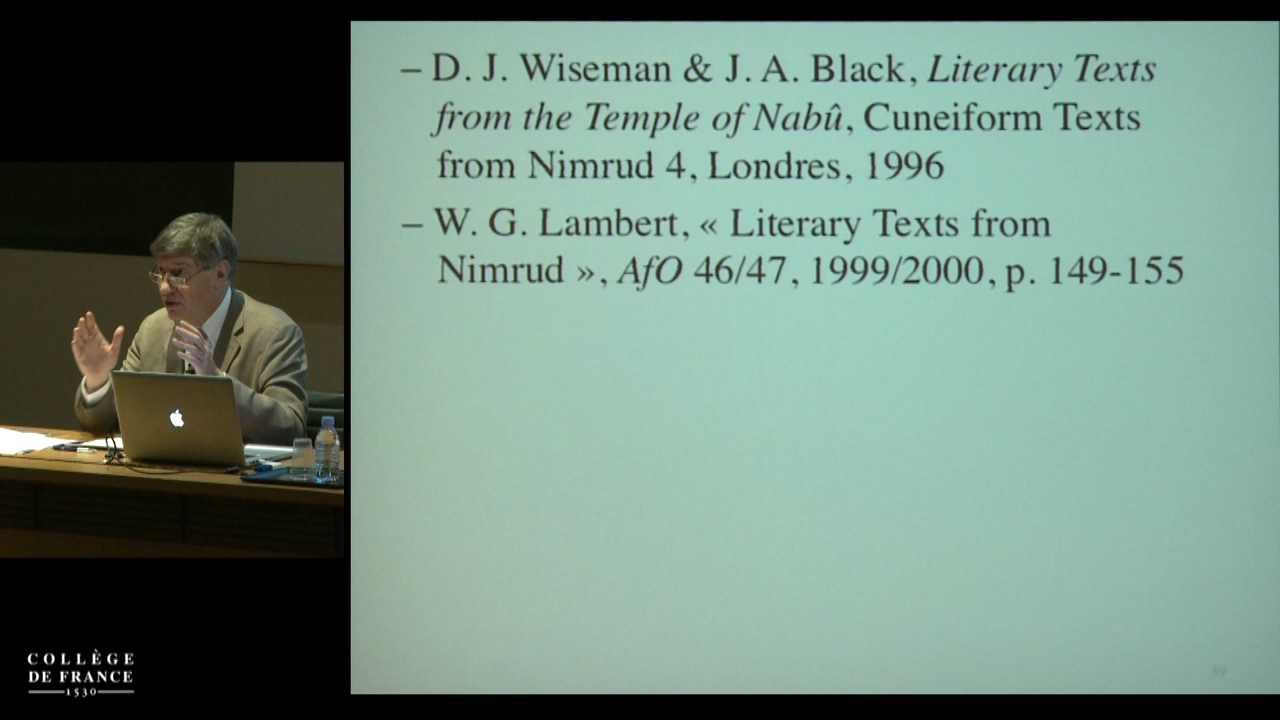 – D. J. Wiseman & J. A. Black, Literary Texts
from the Temple of Nabû, Cuneiform Texts
from Nimrud 4, Londres, 1996
– W. G. Lambert, « Literary Texts from
Nimrud », AfO 46/47, 1999/2000, p. 149-155
COLLÈGE
DE FRANCE
1530